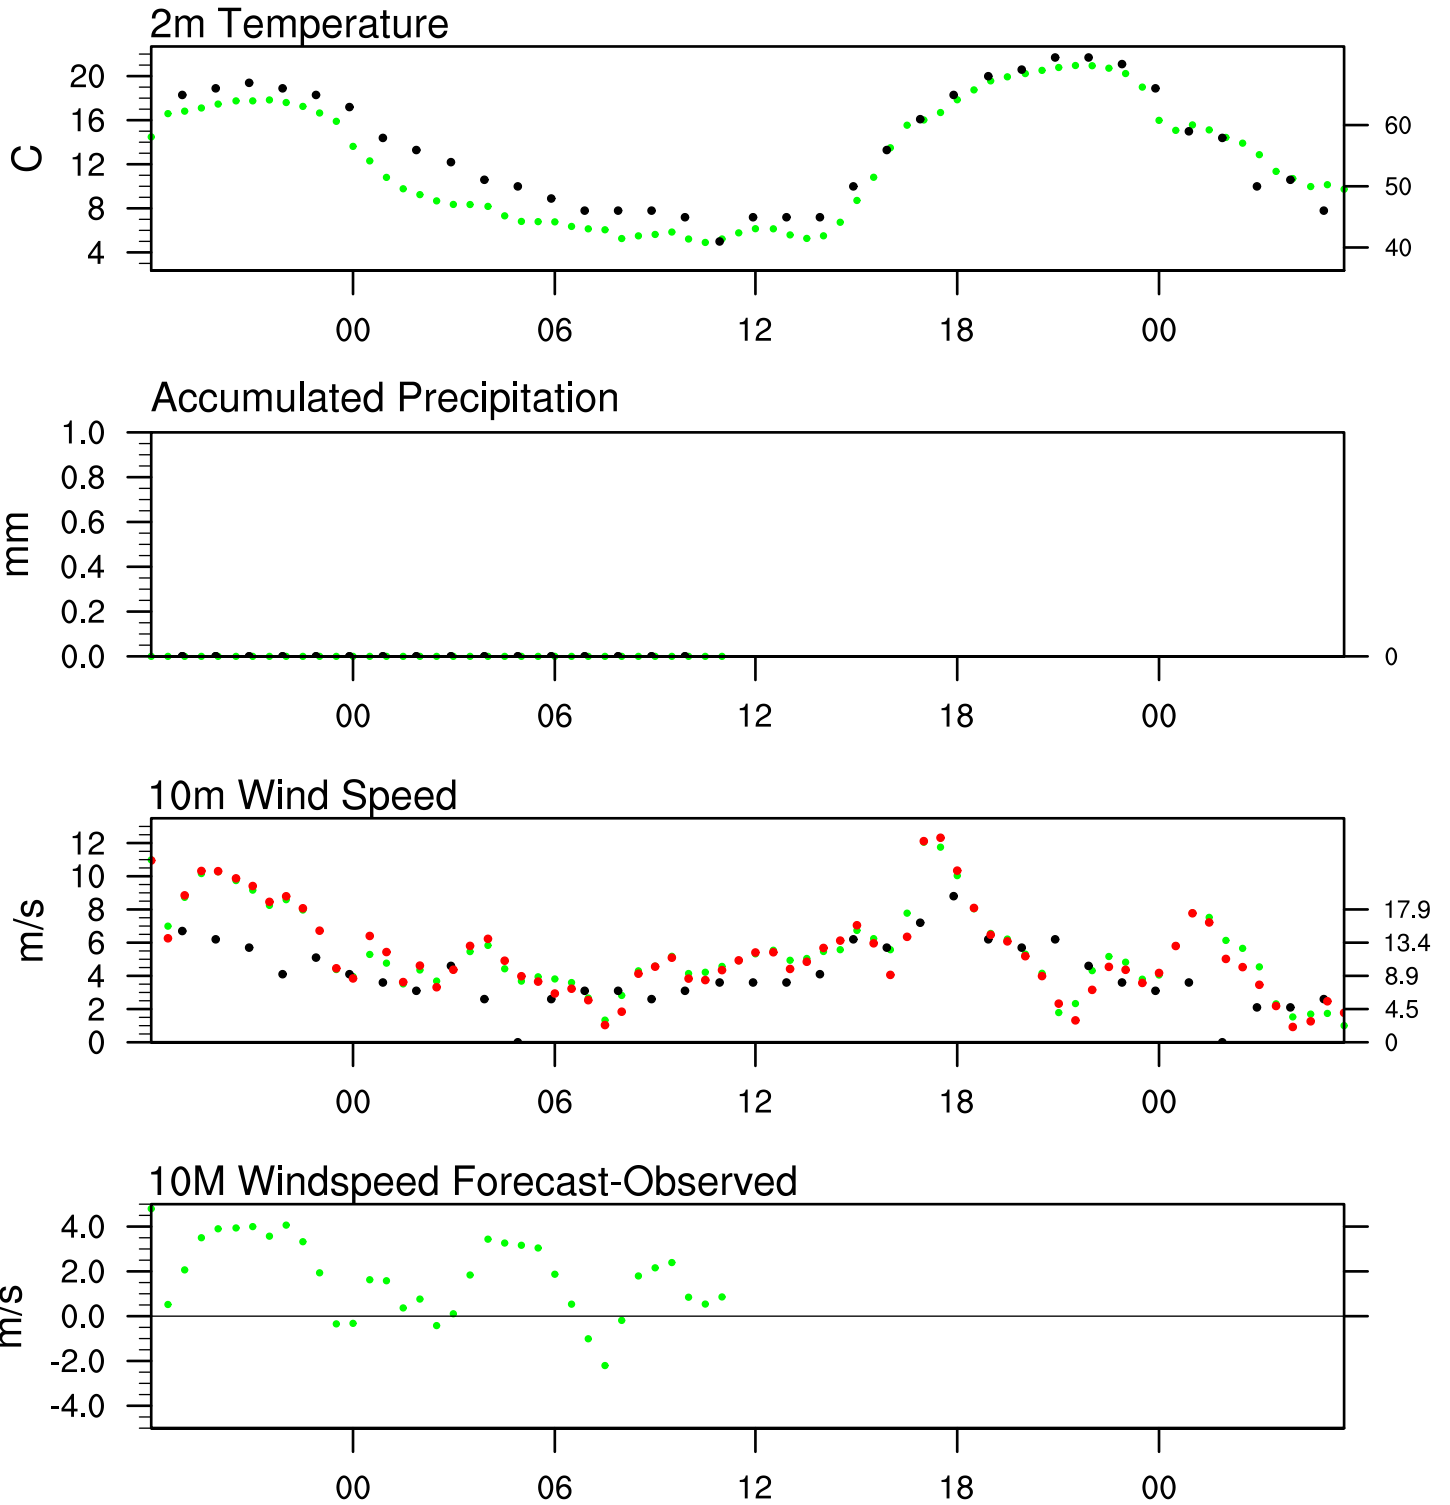 2m Temperature
20
16
12
8
4
C
60
50
40
00 06 12 18 00
Accumulated Precipitation
1.0
0.8
0.6
0.4
0.2
0.0
mm
0
00 06 12 18 00
10m Wind Speed
12
10
8
6
4
2
0
m/s
17.9
13.4
8.9
4.5
0
00 06 12 18 00
10M Windspeed Forecast-Observed
4.0
2.0
0.0
-2.0
-4.0
m/s
00 06 12 18 00